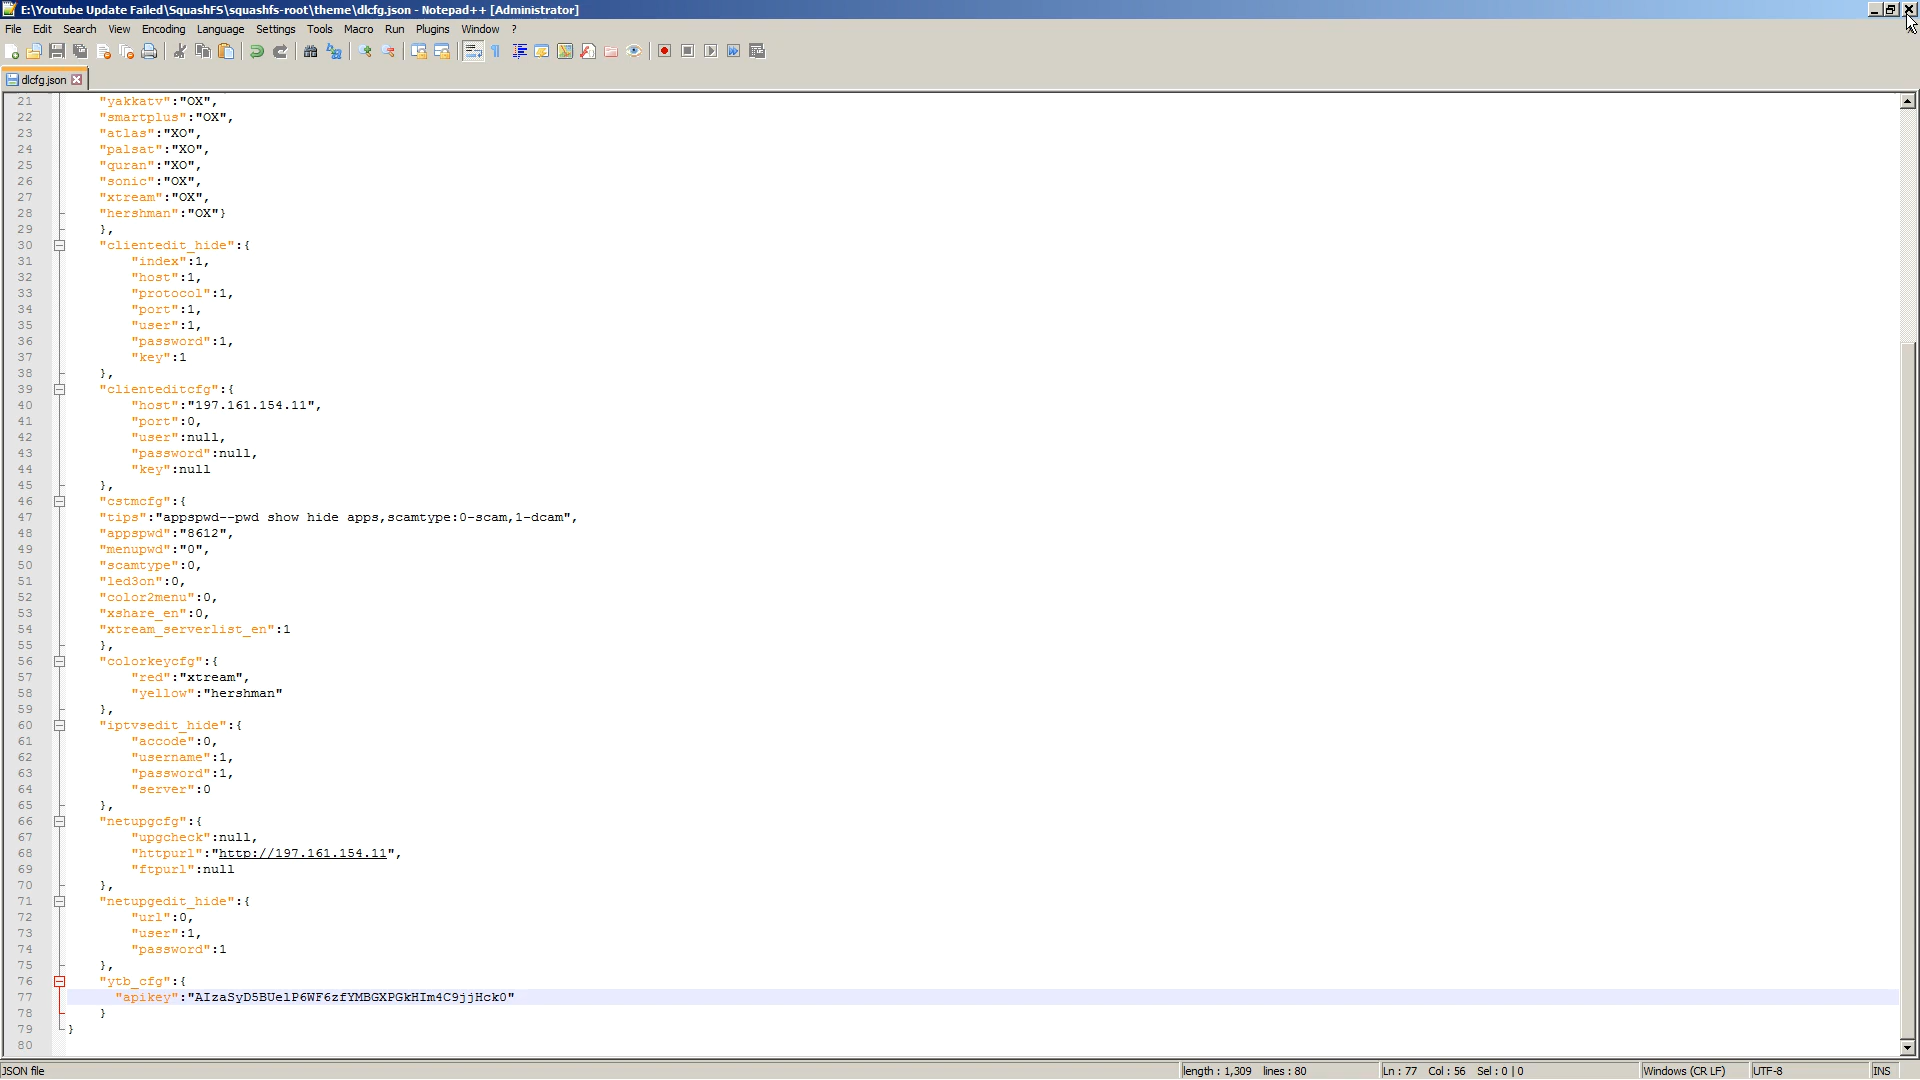 E:\Youtube Update Failed\SquashFS\squashfs-root\theme\dlcfg.json - Notepad++ [Administrator]
File Edit Search View Encoding Language Settings Tools Macro Run Plugins Window ?
dlcfg.json
21 "yakkatv":"OX",
22 "smartplus":"OX",
23 "atlas":"XO",
24 "palsat":"XO",
25 "quran":"XO",
26 "sonic":"OX",
27 "xtream":"OX",
28 "hershman":"OX"}
29 },
30 "clientedit_hide":{
31 "index":1,
32 "host":1,
33 "protocol":1,
34 "port":1,
35 "user":1,
36 "password":1,
37 "key":1
38 },
39 "clienteditcfg":{
40 "host":"197.161.154.11",
41 "port":0,
42 "user":null,
43 "password":null,
44 "key":null
45 },
46 "cstmcfg":{
47 "tips":"appspwd--pwd show hide apps,scamtype:0-scam,1-dcam",
48 "appspwd":"8612",
49 "menupwd":"0",
50 "scamtype":0,
51 "led3on":0,
52 "color2menu":0,
53 "xshare_en":0,
54 "xtream_serverlist_en":1
55 },
56 "colorkeycfg":{
57 "red":"xtream",
58 "yellow":"hershman"
59 },
60 "iptvsedit_hide":{
61 "accode":0,
62 "username":1,
63 "password":1,
64 "server":0
65 },
66 "netupgcfg":{
67 "upgcheck":null,
68 "httpurl":"http://197.161.154.11",
69 "ftpurl":null
70 },
71 "netupgedit_hide":{
72 "url":0,
73 "user":1,
74 "password":1
75 },
76 "ytb_cfg":{
77 "apikey":"AIzaSyD5BUelP6WF6zfYMBGXPGkHIm4C9jjHck0"
78 }
79 }
80
JSON file length : 1,309 lines : 80 Ln : 77 Col : 56 Sel : 0 | 0 Windows (CR LF) UTF-8 INS